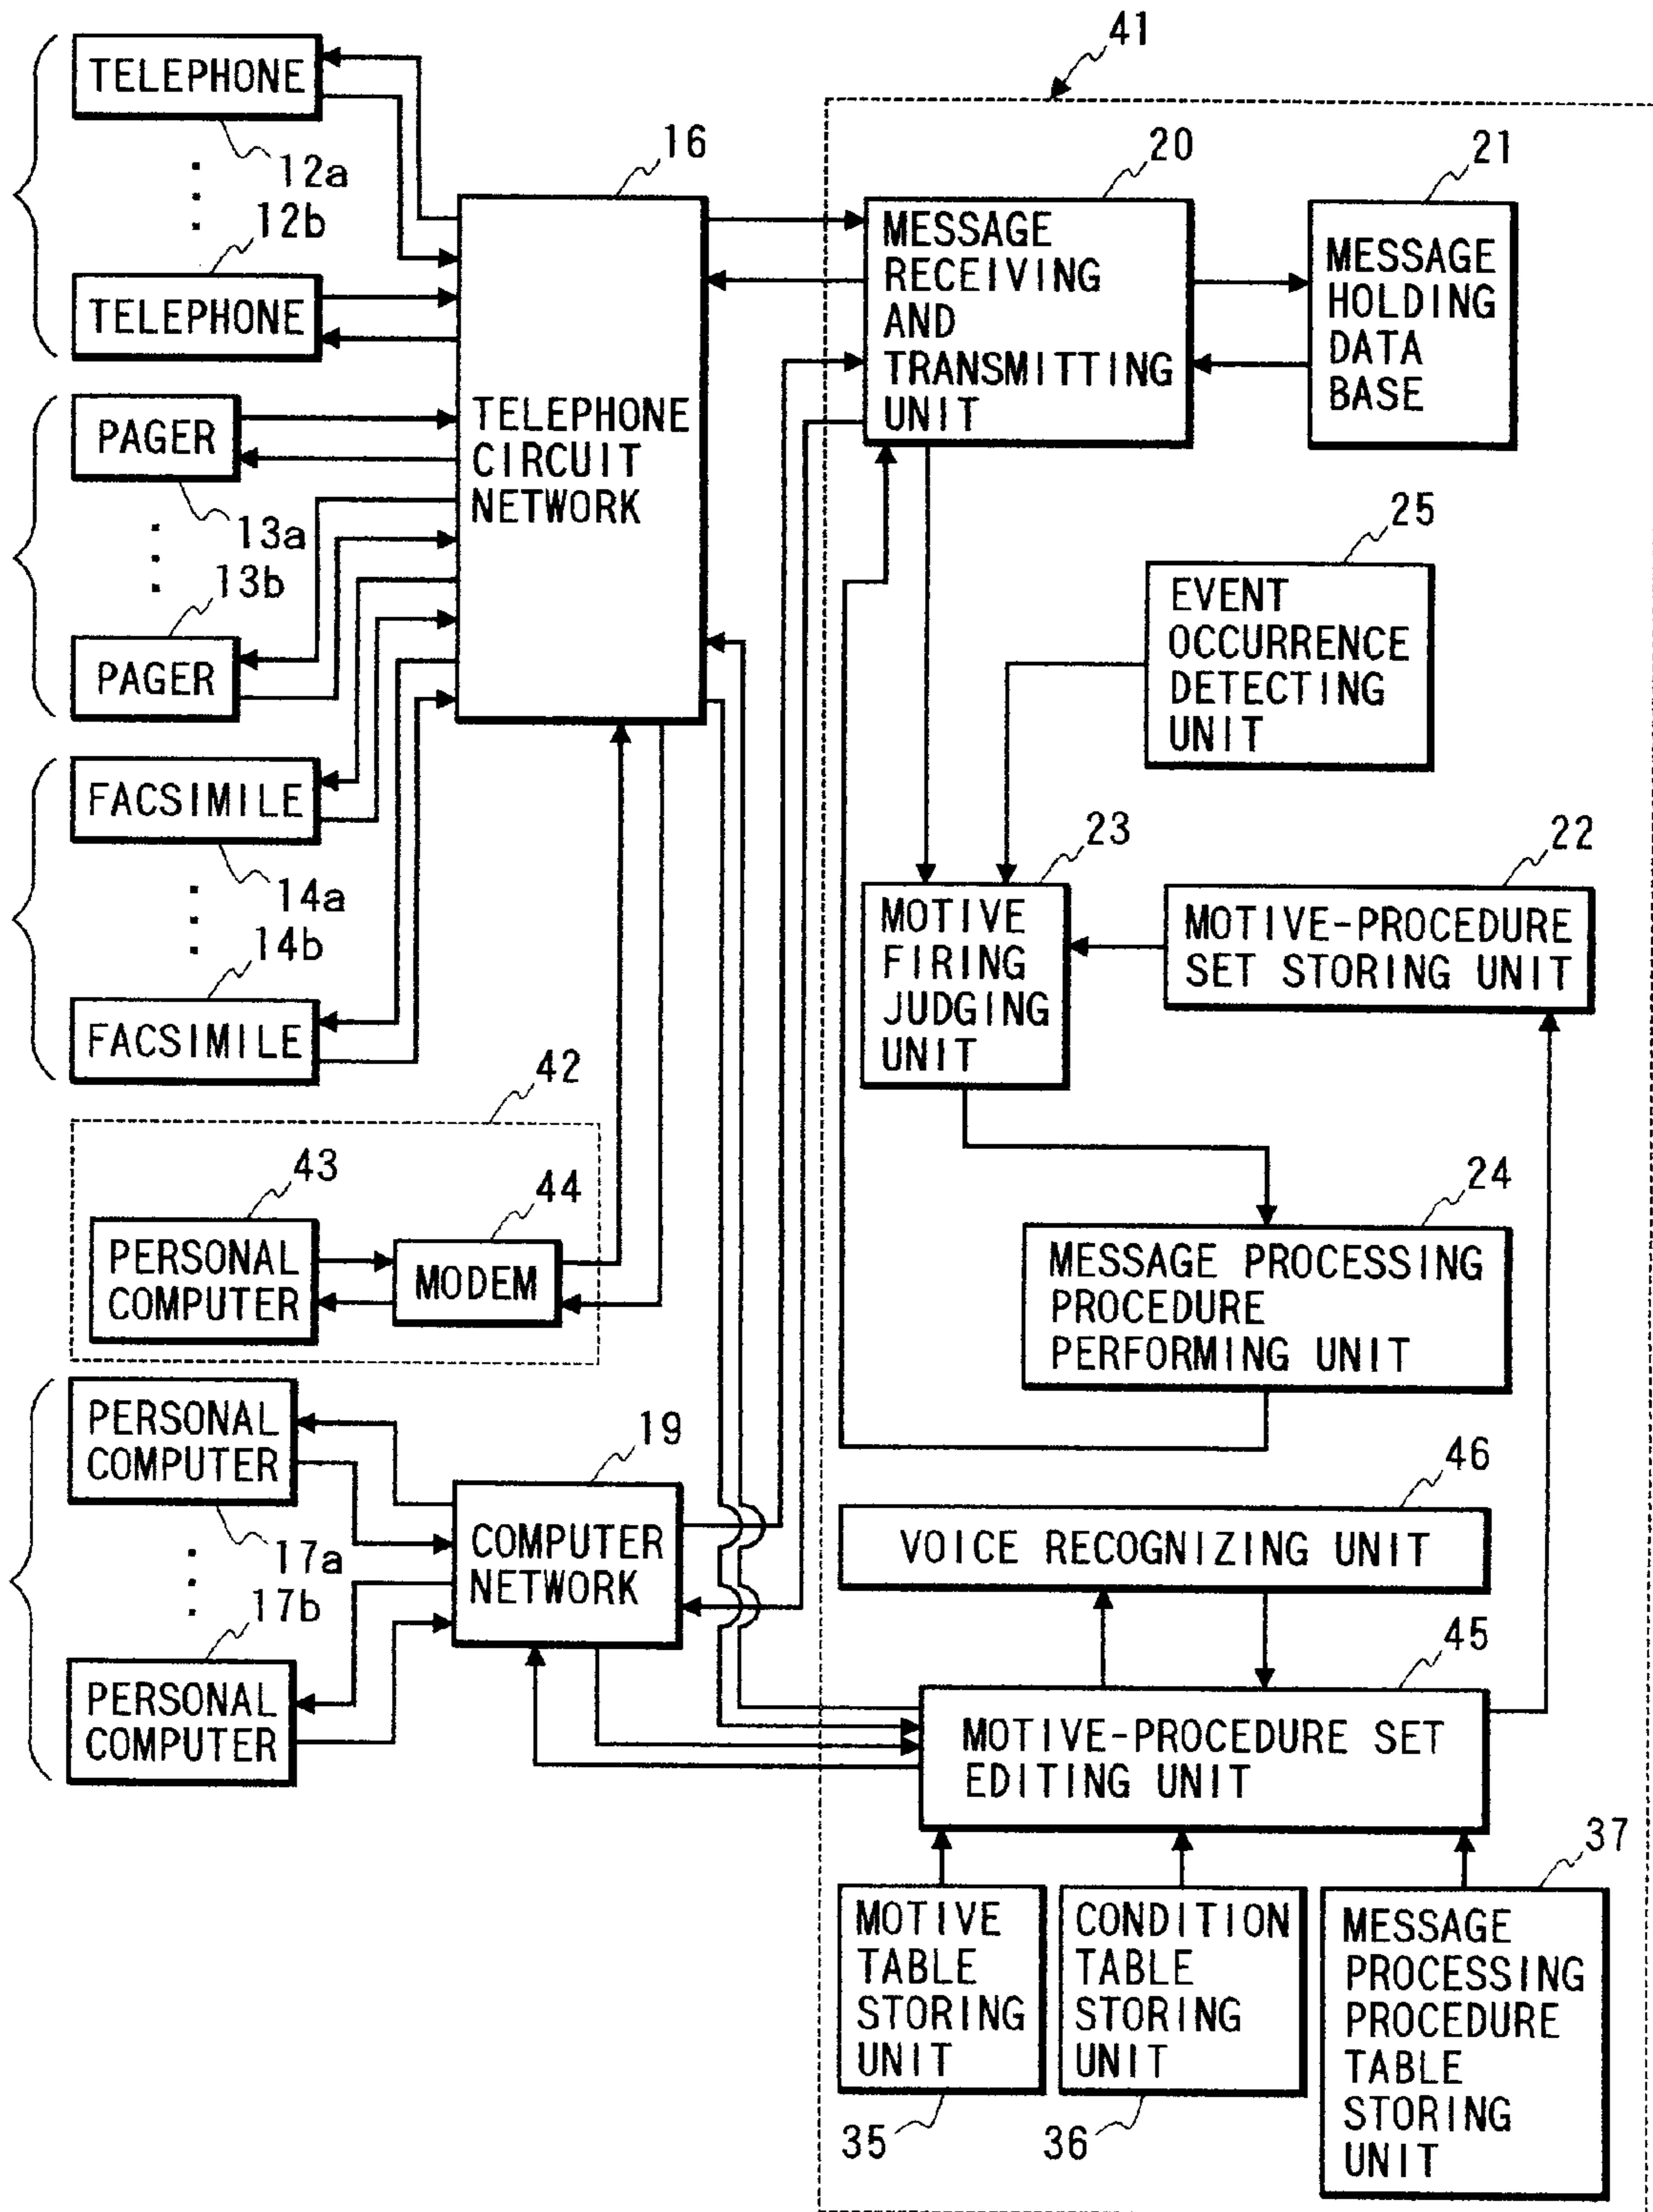 41
TELEPHONE
12a
12b
TELEPHONE
PAGER
13a
13b
PAGER
FACSIMILE
14a
14b
FACSIMILE
42
43
PERSONAL
COMPUTER
44
MODEM
PERSONAL
COMPUTER
17a
17b
PERSONAL
COMPUTER
16
TELEPHONE
CIRCUIT
NETWORK
19
COMPUTER
NETWORK
20
MESSAGE
RECEIVING
AND
TRANSMITTING
UNIT
21
MESSAGE
HOLDING
DATA
BASE
25
EVENT
OCCURRENCE
DETECTING
UNIT
23
MOTIVE
FIRING
JUDGING
UNIT
22
MOTIVE-PROCEDURE
SET STORING UNIT
24
MESSAGE PROCESSING
PROCEDURE
PERFORMING UNIT
46
VOICE RECOGNIZING UNIT
45
MOTIVE-PROCEDURE SET
EDITING UNIT
MOTIVE
TABLE
STORING
UNIT
35
CONDITION
TABLE
STORING
UNIT
36
37
MESSAGE
PROCESSING
PROCEDURE
TABLE
STORING
UNIT